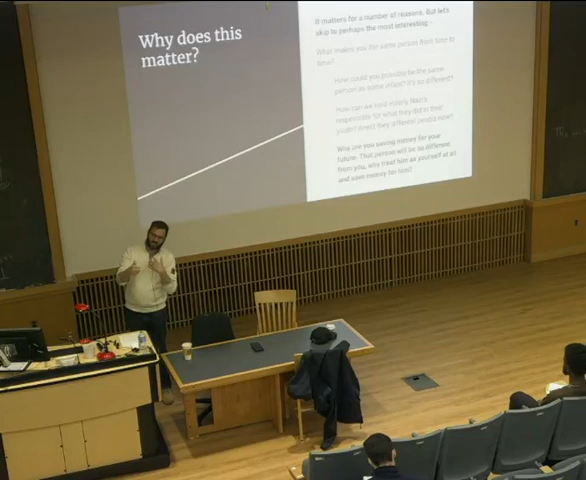 Why does this
matter?
It matters for a number of reasons. But let's
skip to perhaps the most interesting -
What makes you the same person from time to
time?
How could you possibly be the same
person as some infant? It's so different!
How can we hold elderly Nazis
responsible for what they did in their
youth? Aren't they different people now?
Why are you saving money for your
future. That person will be so different
from you, why treat him as yourself at all
and save money for him?